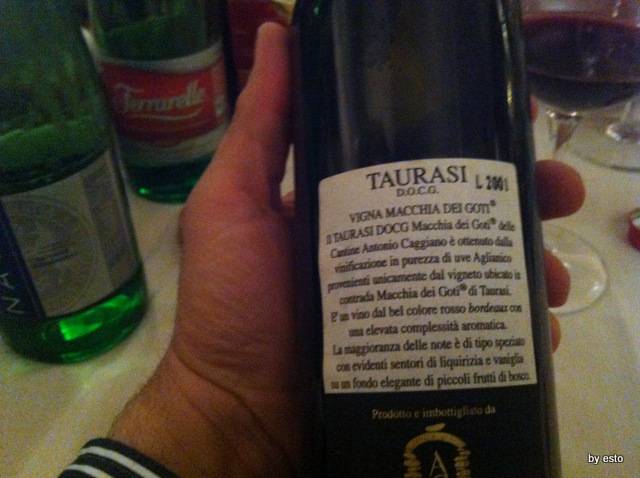 Ferrarelle
NA
TAURASI
D.O.C.G.
L 2001
VIGNA MACCHIA DEI GOTI®
Il TAURASI DOCG Macchia dei Goti® delle
Cantine Antonio Caggiano è ottenuto dalla
vinificazione in purezza di uve Aglianico
provenienti unicamente dal vigneto ubicato in
contrada Macchia dei Goti® di Taurasi.
E' un vino dal bel colore rosso bordeaux con
una elevata complessità aromatica.
La maggioranza delle note è di tipo speziato
con evidenti sentori di liquirizia e vaniglia
su un fondo elegante di piccoli frutti di bosco.
Prodotto e imbottigliato da
A
by esto